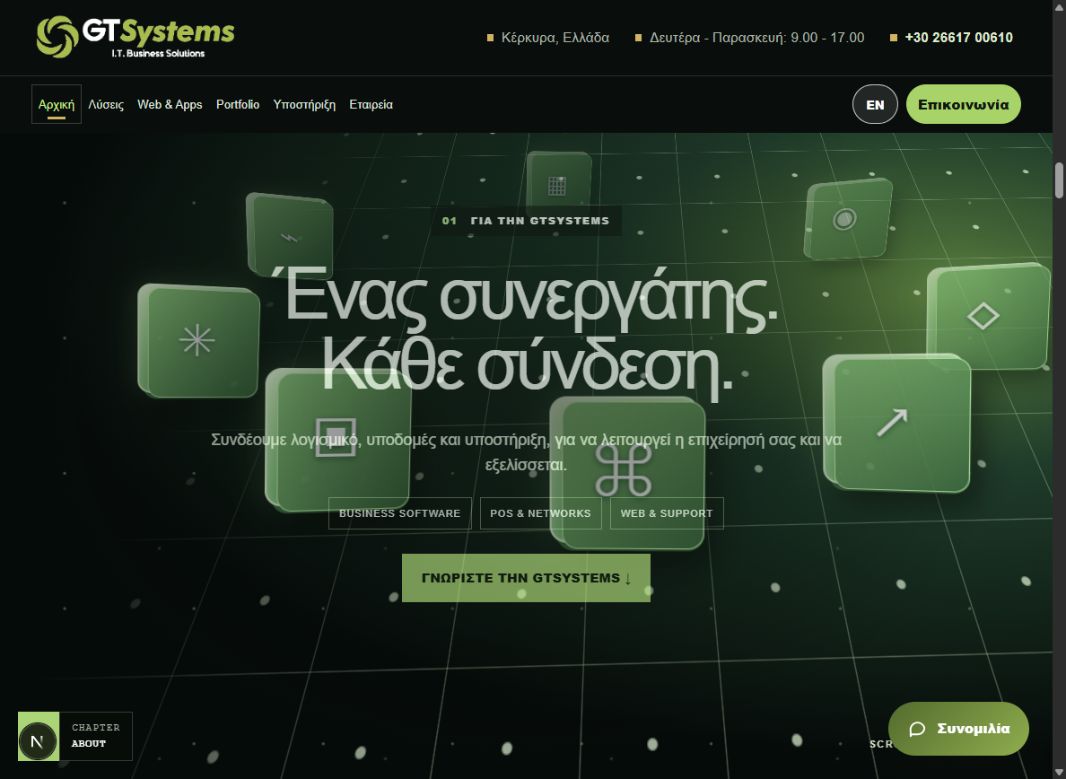 GTSystems
I.T. Business Solutions
Κέρκυρα, Ελλάδα
Δευτέρα - Παρασκευή: 9.00 - 17.00
+30 26617 00610
Αρχική
Λύσεις
Web & Apps
Portfolio
Υποστήριξη
Εταιρεία
EN
Επικοινωνία
01 ΓΙΑ ΤΗΝ GTSYSTEMS
Ένας συνεργάτης.
Κάθε σύνδεση.
Συνδέουμε λογισμικό, υποδομές και υποστήριξη, για να λειτουργεί η επιχείρησή σας και να
εξελίσσεται.
BUSINESS SOFTWARE
POS & NETWORKS
WEB & SUPPORT
ΓΝΩΡΙΣΤΕ ΤΗΝ GTSYSTEMS ↓
N
CHAPTER
ABOUT
SCR
Συνομιλία